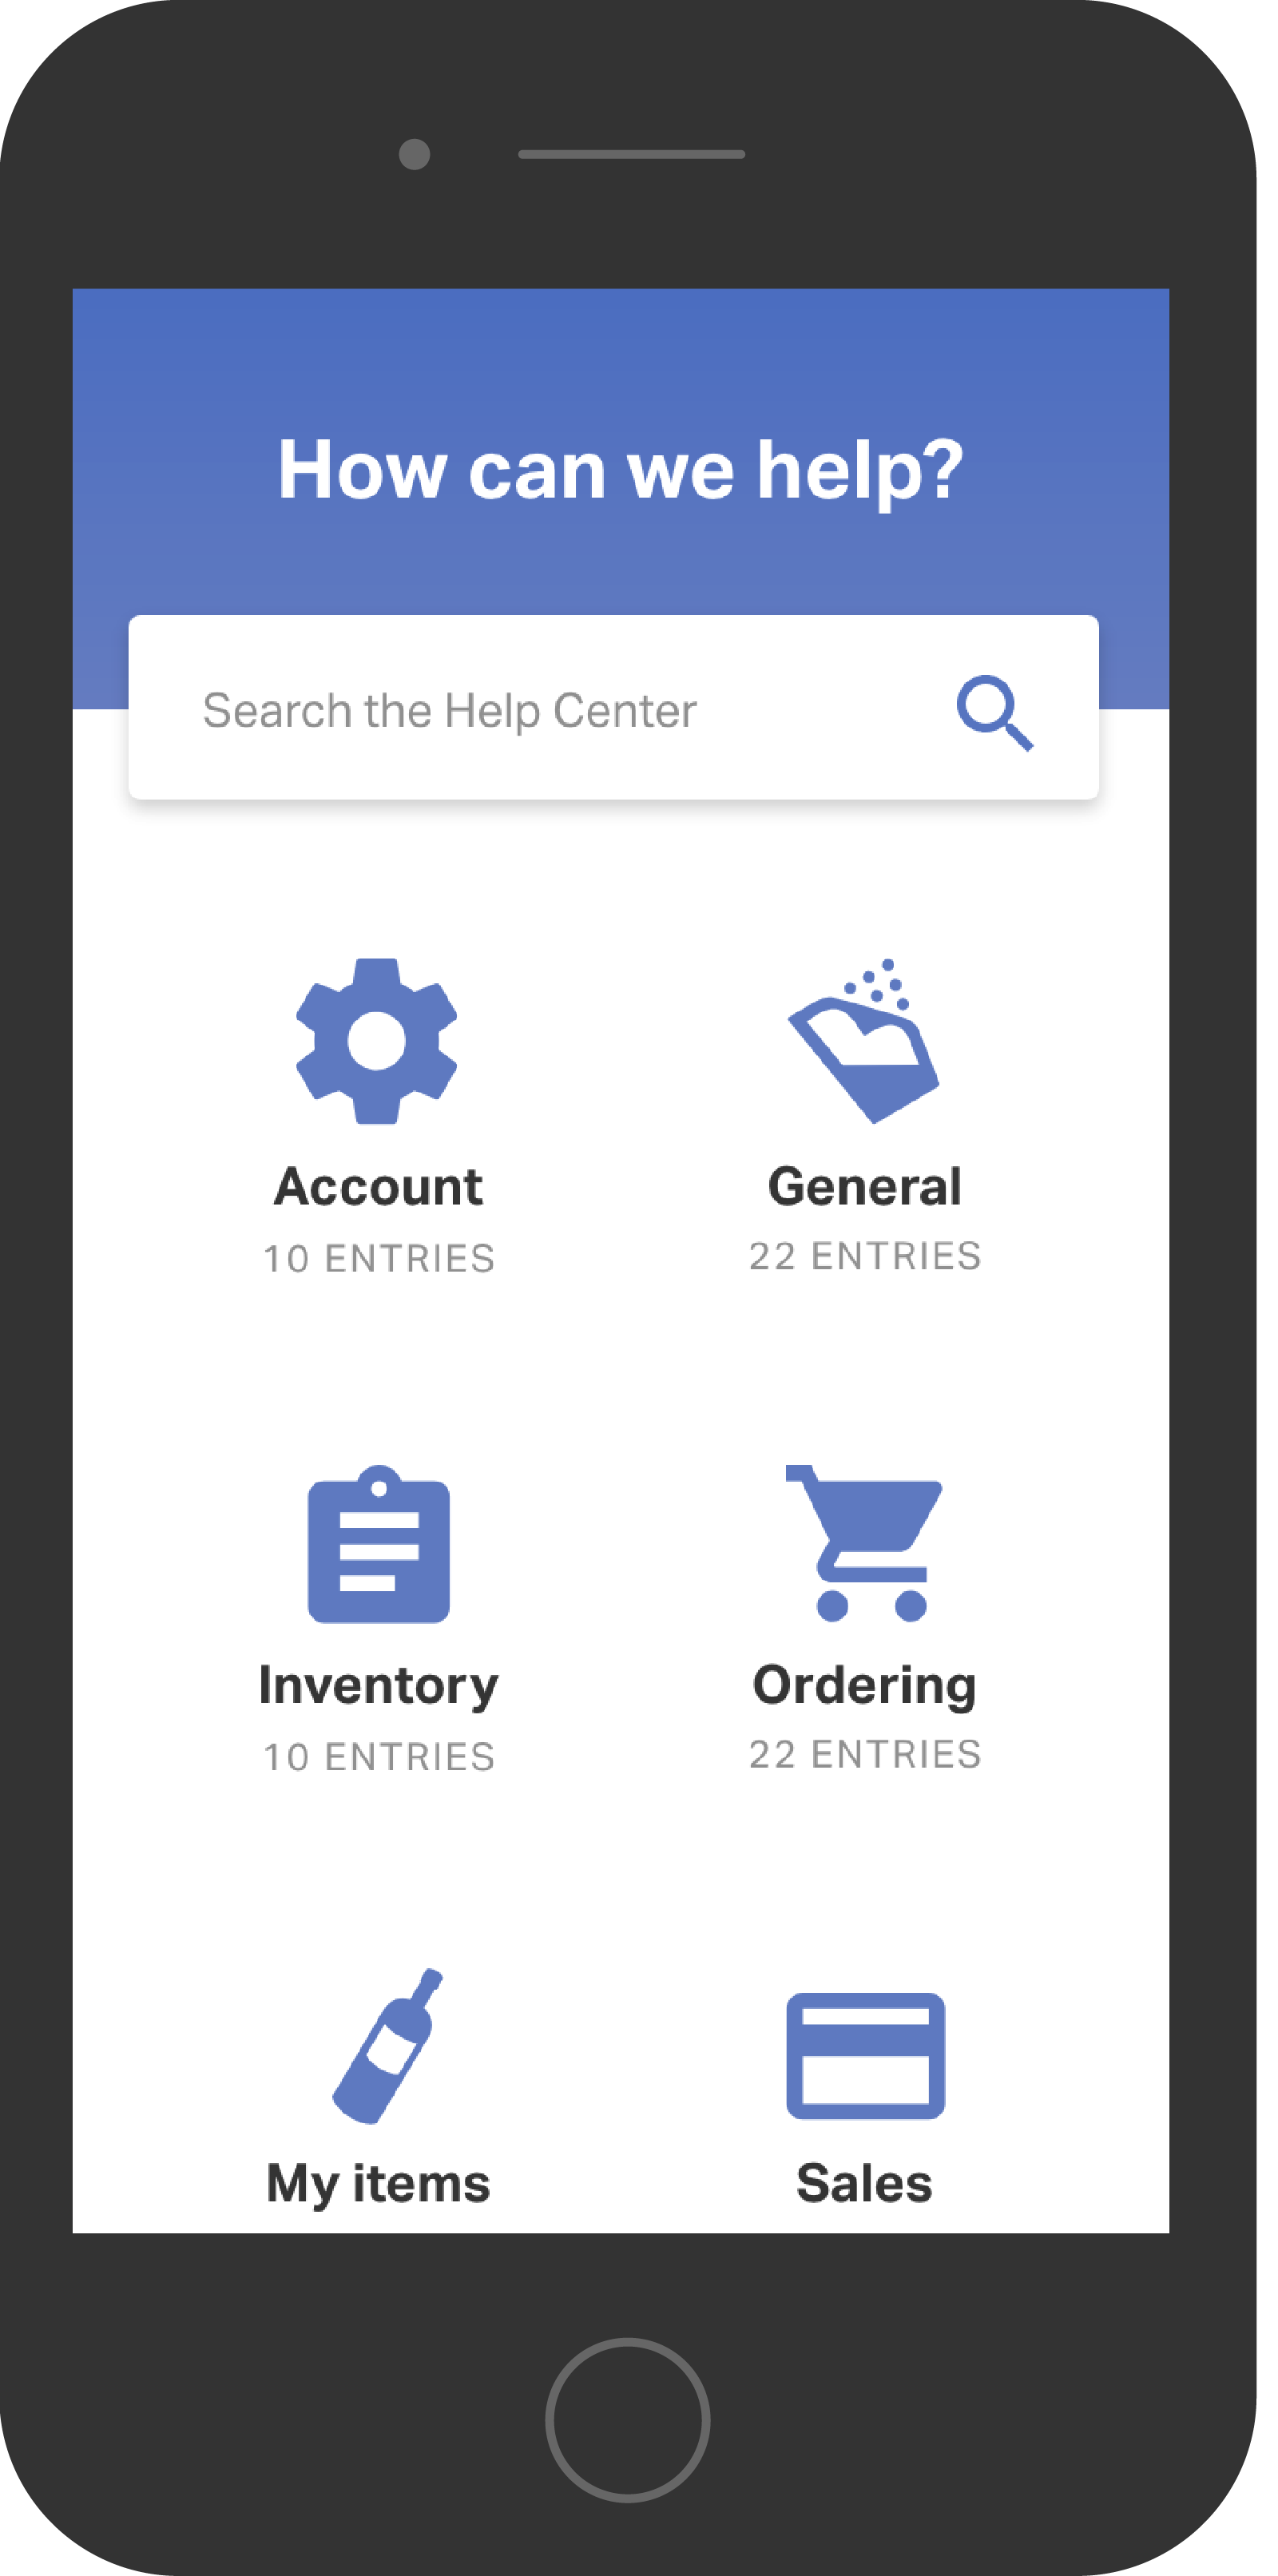 How can we help?
Search the Help Center
Account
General
10 ENTRIES
22 ENTRIES
Inventory
Ordering
10 ENTRIES
22 ENTRIES
My items
Sales